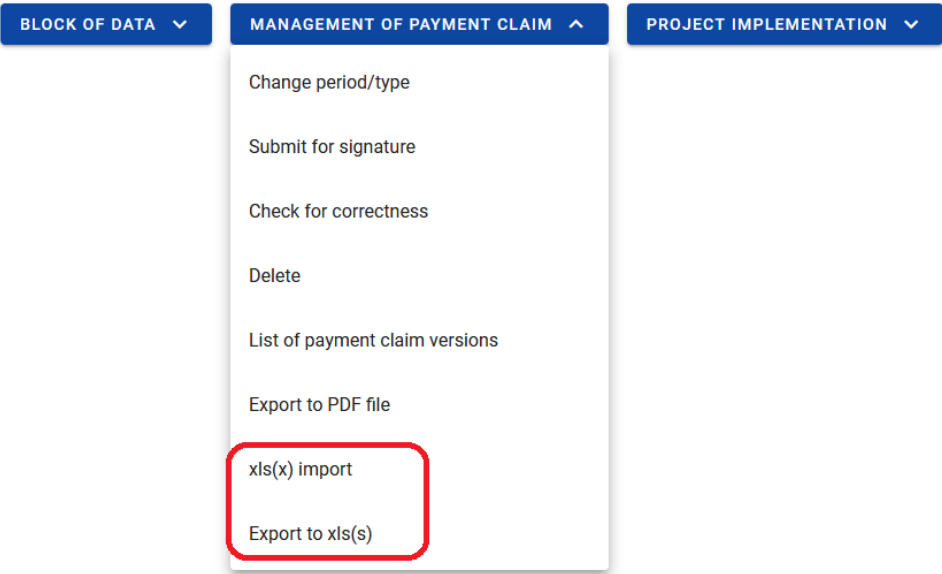 BLOCK OF DATA
MANAGEMENT OF PAYMENT CLAIM
PROJECT IMPLEMENTATION
Change period/type
Submit for signature
Check for correctness
Delete
List of payment claim versions
Export to PDF file
xls(x) import
Export to xls(s)